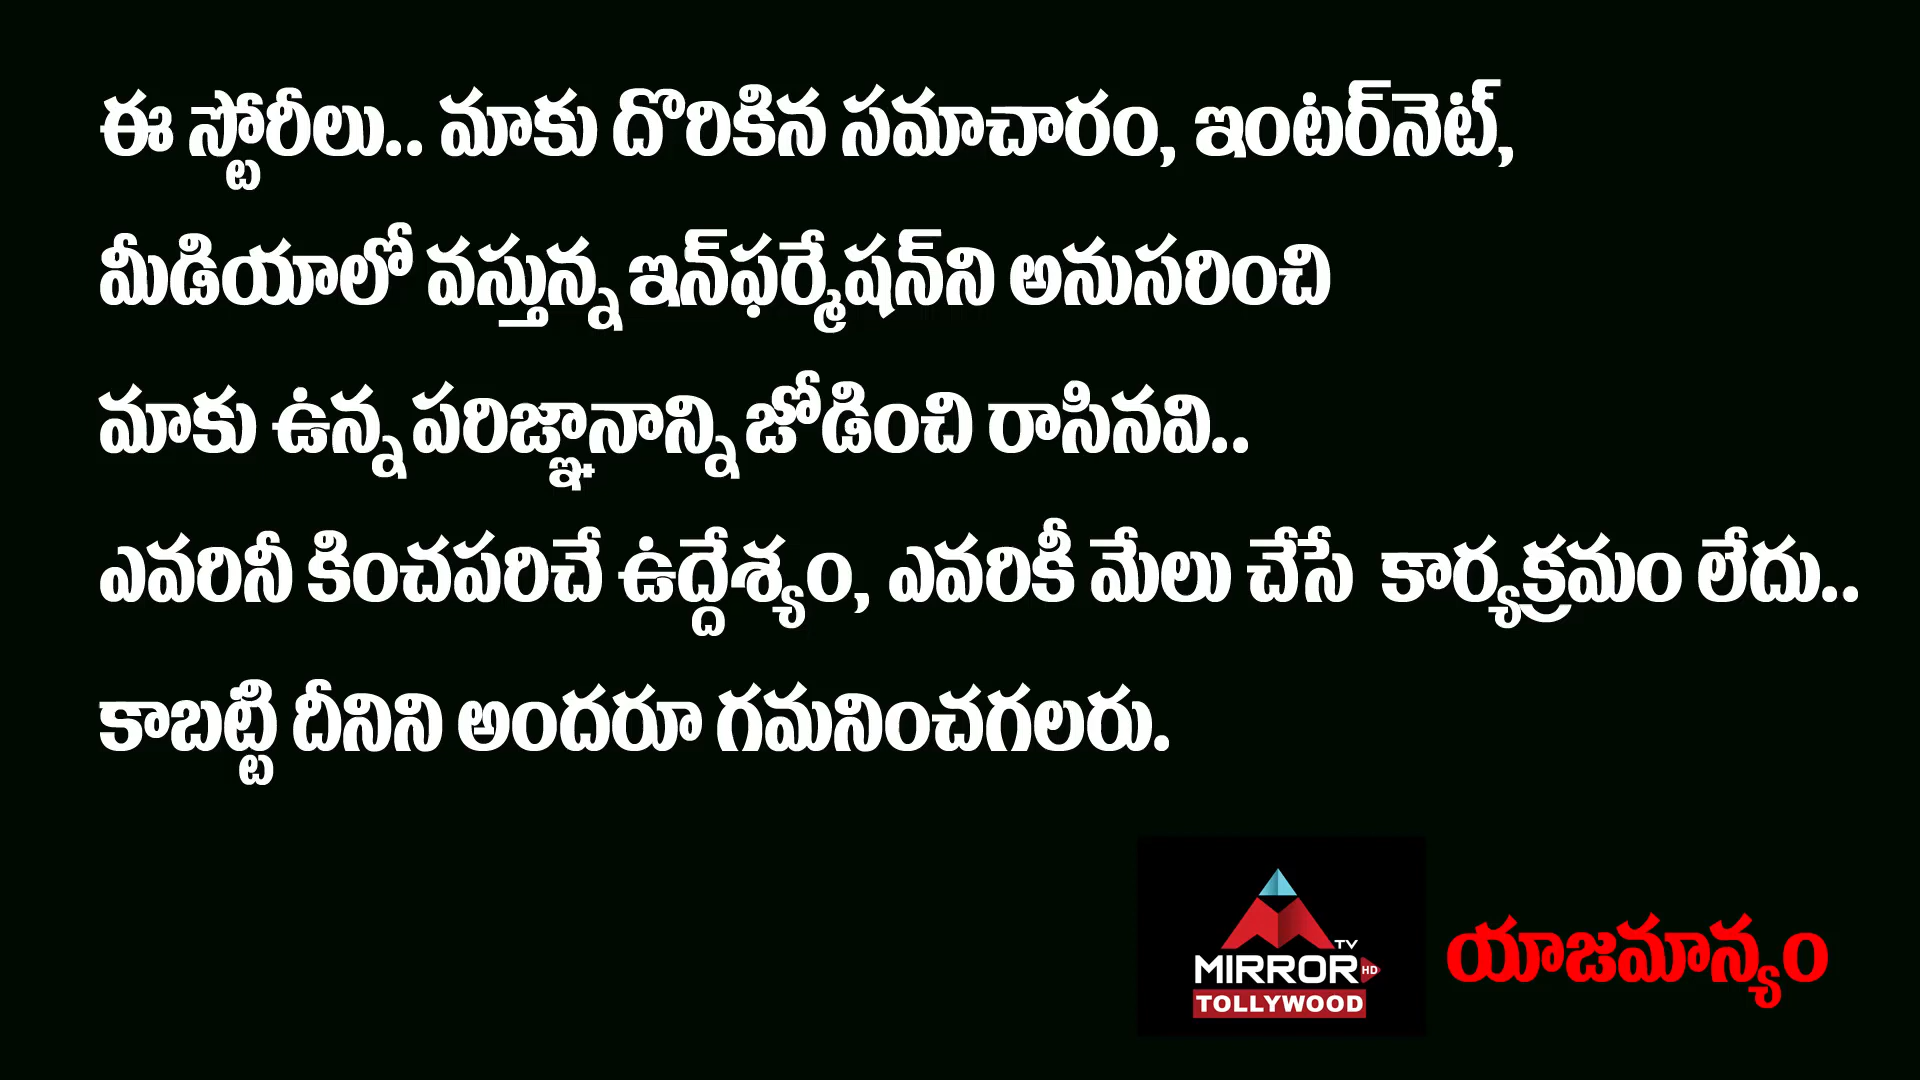 ఈ స్టోరీలు.. మాకు దొరికిన సమాచారం, ఇంటర్‌నెట్,
మీడియాలో వస్తున్న ఇన్‌ఫర్మేషన్‌ని అనుసరించి
మాకు ఉన్న పరిజ్ఞానాన్ని జోడించి రాసినవి..
ఎవరినీ కించపరిచే ఉద్దేశ్యం, ఎవరికీ మేలు చేసే కార్యక్రమం లేదు..
కాబట్టి దీనిని అందరూ గమనించగలరు.
TV
MIRROR HD
TOLLYWOOD
యాజమాన్యం